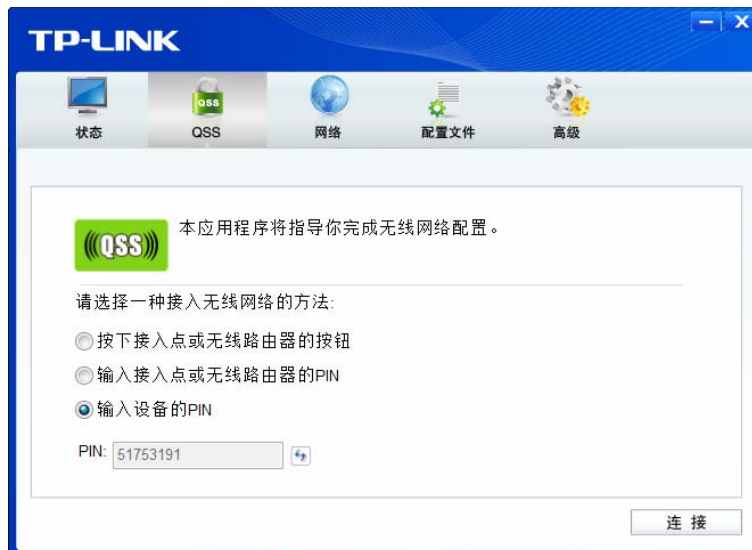 TP-LINK
QSS
状态
QSS
网络
配置文件
高级
QSS
本应用程序将指导你完成无线网络配置。
请选择一种接入无线网络的方法:
按下接入点或无线路由器的按钮
输入接入点或无线路由器的PIN
输入设备的PIN
PIN: 51753191
连 接